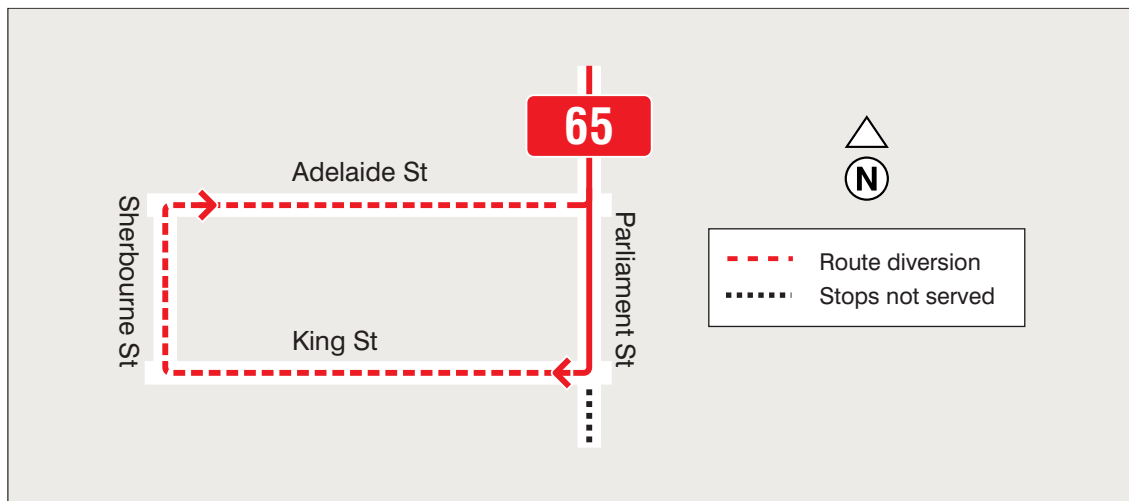 65
Adelaide St
Sherbourne St
Parliament St
King St
N
Route diversion
Stops not served